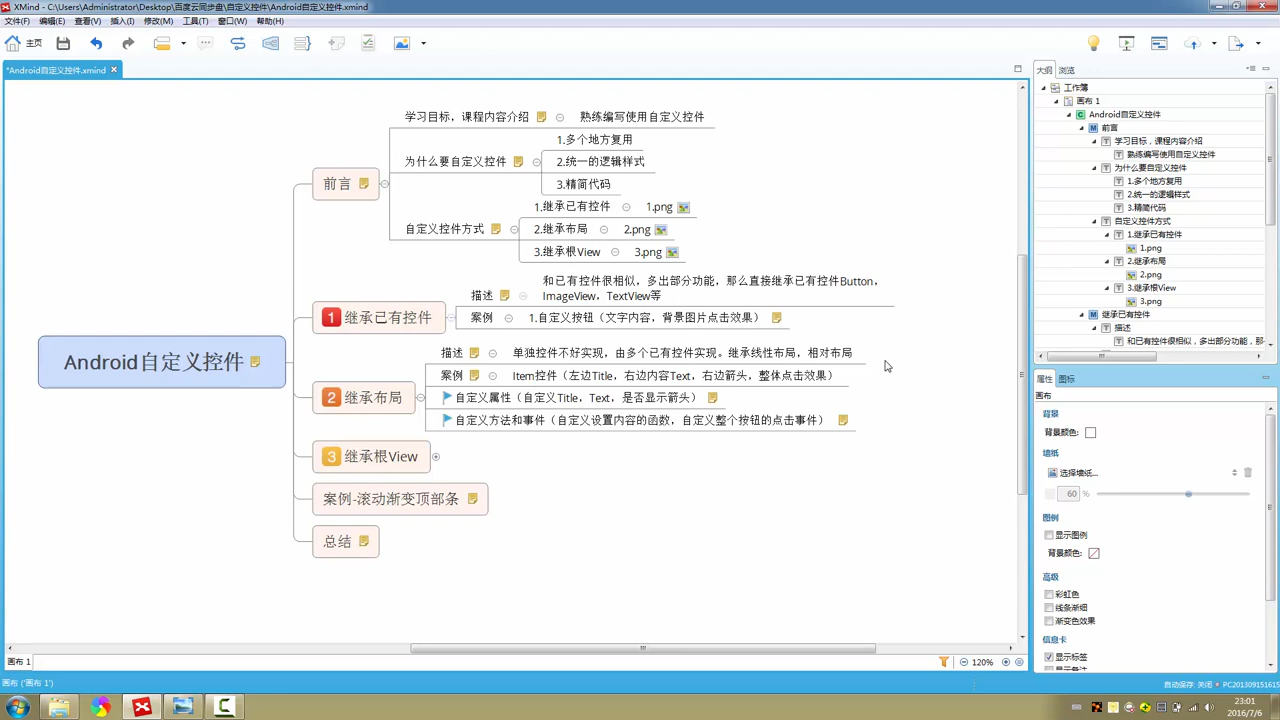 XMind - C:\Users\Administrator\Desktop\百度云同步盘\自定义控件\Android自定义控件.xmind
文件(F) 编辑(E) 查看(V) 插入(I) 修改(M) 工具(T) 窗口(W) 帮助(H)
主页
*Android自定义控件.xmind
学习目标，课程内容介绍 熟练编写使用自定义控件
为什么要自定义控件
1.多个地方复用
2.统一的逻辑样式
3.精简代码
前言
自定义控件方式
1.继承已有控件 1.png
2.继承布局 2.png
3.继承根View 3.png
1 继承已有控件
描述 和已有控件很相似，多出部分功能，那么直接继承已有控件Button，
ImageView，TextView等
案例 1.自定义按钮（文字内容，背景图片点击效果）
Android自定义控件
2 继承布局
描述 单独控件不好实现，由多个已有控件实现。继承线性布局，相对布局
案例 Item控件（左边Title，右边内容Text，右边箭头，整体点击效果）
自定义属性（自定义Title，Text，是否显示箭头）
自定义方法和事件（自定义设置内容的函数，自定义整个按钮的点击事件）
3 继承根View
案例-滚动渐变顶部条
总结
大纲 浏览
工作簿
画布 1
Android自定义控件
前言
学习目标，课程内容介绍
熟练编写使用自定义控件
为什么要自定义控件
1.多个地方复用
2.统一的逻辑样式
3.精简代码
自定义控件方式
1.继承已有控件
1.png
2.继承布局
2.png
3.继承根View
3.png
继承已有控件
描述
和已有控件很相似，多出部分功能，那
属性 图标
画布
背景
背景颜色:
墙纸
选择墙纸...
60 %
图例
显示图例
背景颜色:
高级
彩虹色
线条渐细
渐变色效果
信息卡
显示标签
显示备注
画布 1
120%
画布 ('画布 1')
自动保存: 关闭 PC201309151615
23:01
2016/7/6